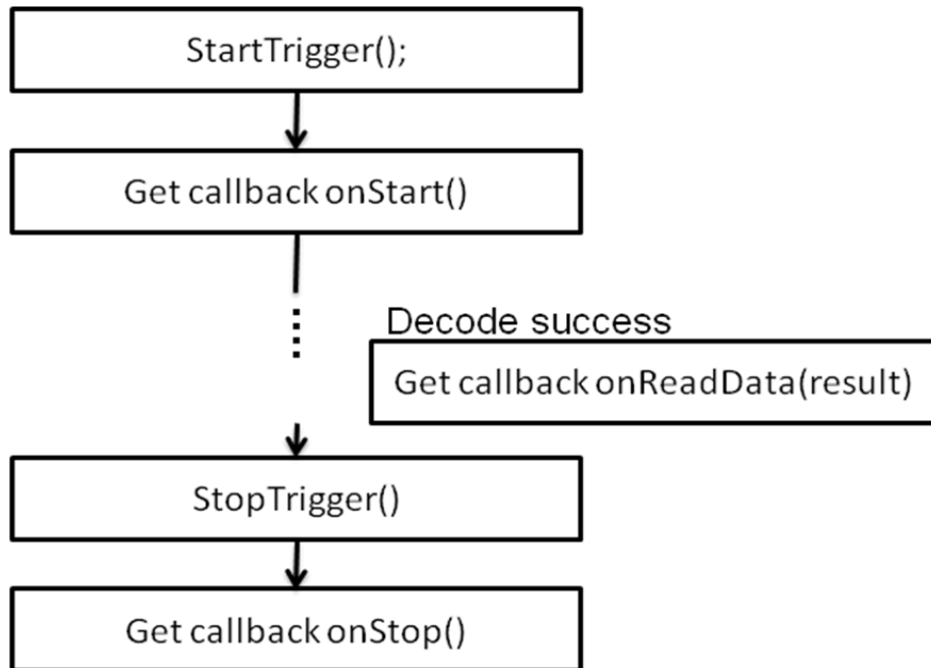 StartTrigger();
Get callback onStart()
Decode success
Get callback onReadData(result)
StopTrigger()
Get callback onStop()